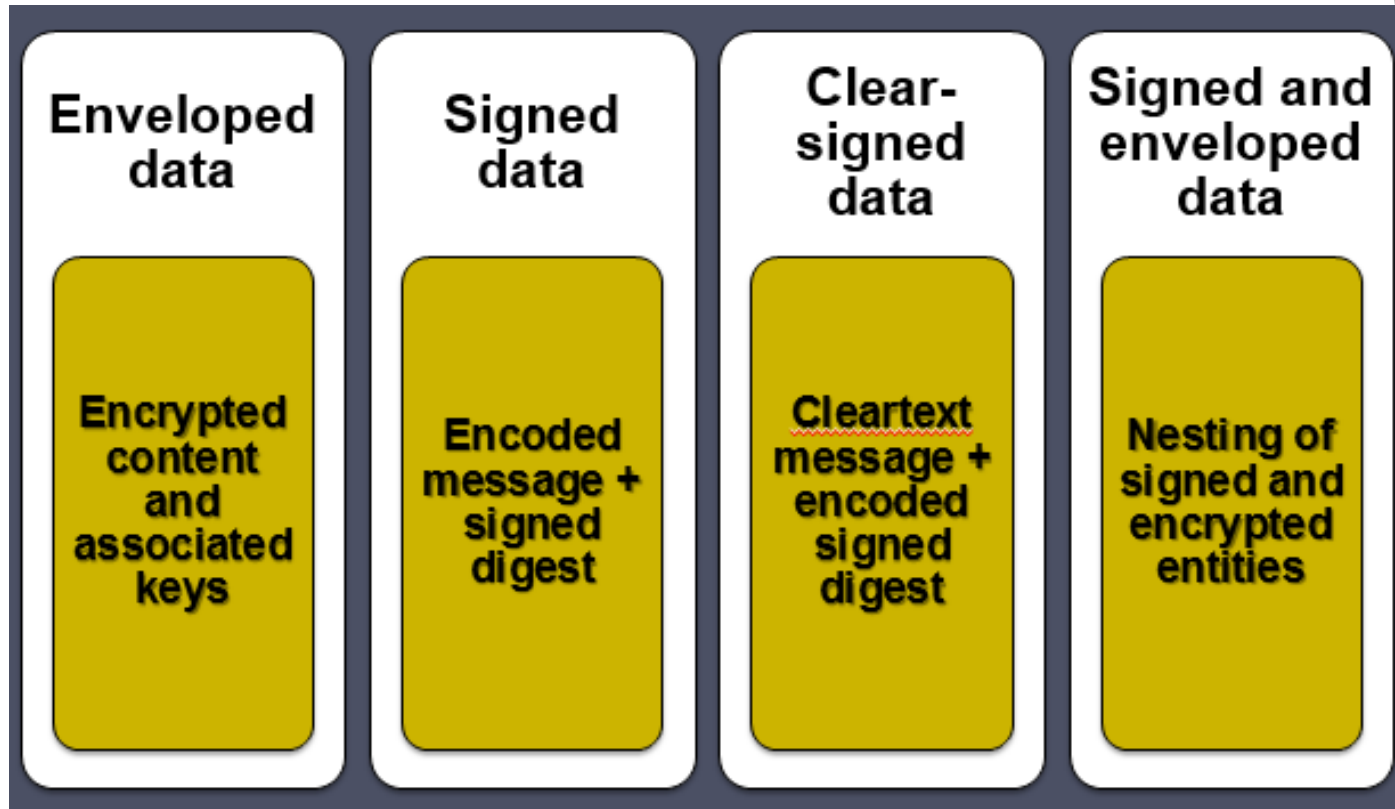 Enveloped
data
Encrypted
content
and
associated
keys
Signed
data
Encoded
message +
signed
digest
Clear-
signed
data
Cleartext
message +
encoded
signed
digest
Signed and
enveloped
data
Nesting of
signed and
encrypted
entities